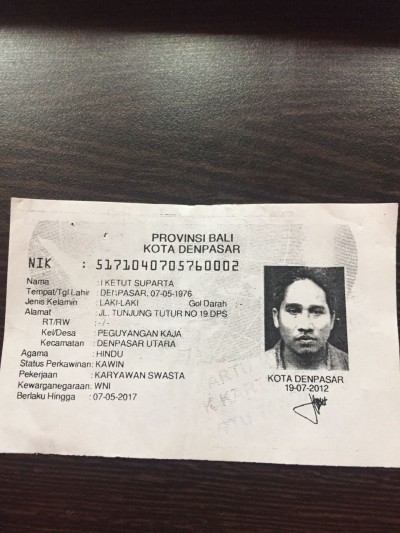 PROVINSI BALI
KOTA DENPASAR
NIK : 5171040705760002
Nama : I KETUT SUPARTA
Tempat/Tgl Lahir : DENPASAR, 07-05-1976
Jenis Kelamin : LAKI-LAKI Gol Darah :-
Alamat : JL. TUNJUNG TUTUR NO 19 DPS
RT/RW : -/-
Kel/Desa : PEGUYANGAN KAJA
Kecamatan : DENPASAR UTARA
Agama : HINDU
Status Perkawinan: KAWIN
Pekerjaan : KARYAWAN SWASTA
Kewarganegaraan: WNI
Berlaku Hingga : 07-05-2017
KOTA DENPASAR
19-07-2012